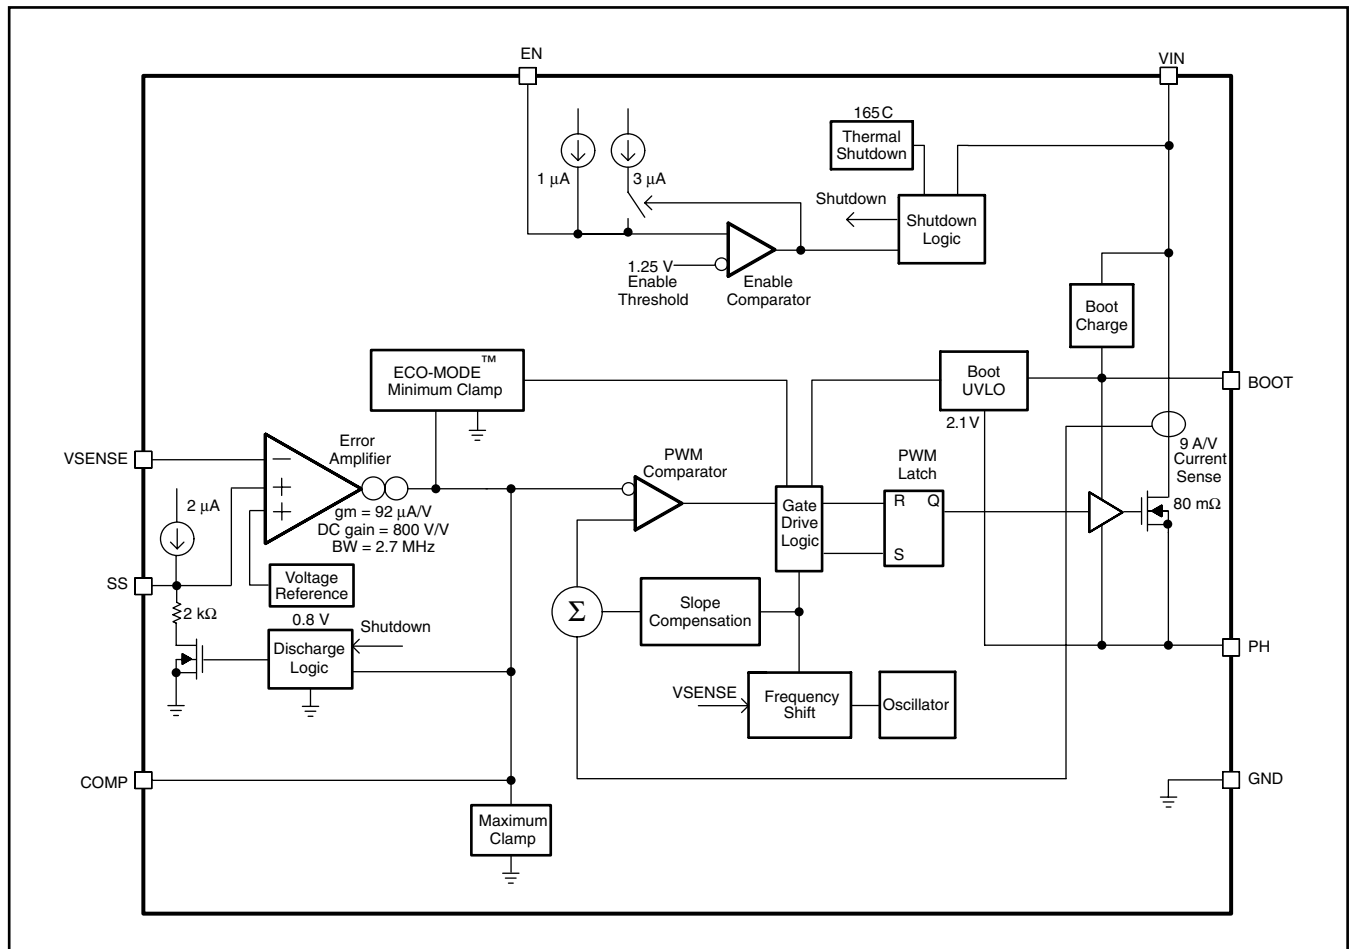 EN
VIN
165C
Thermal
Shutdown
1 µA
3 µA
Shutdown
Shutdown
Logic
1.25 V
Enable
Threshold
Enable
Comparator
Boot
Charge
ECO-MODE™
Minimum Clamp
Boot
UVLO
2.1V
BOOT
VSENSE
Error
Amplifier
gm = 92 µA/V
DC gain = 800 V/V
BW = 2.7 MHz
PWM
Comparator
Gate
Drive
Logic
PWM
Latch
R
Q
S
9 A/V
Current
Sense
80 mΩ
2 µA
SS
2 kΩ
Voltage
Reference
0.8 V
Shutdown
Discharge
Logic
Σ
Slope
Compensation
PH
VSENSE
Frequency
Shift
Oscillator
COMP
Maximum
Clamp
GND